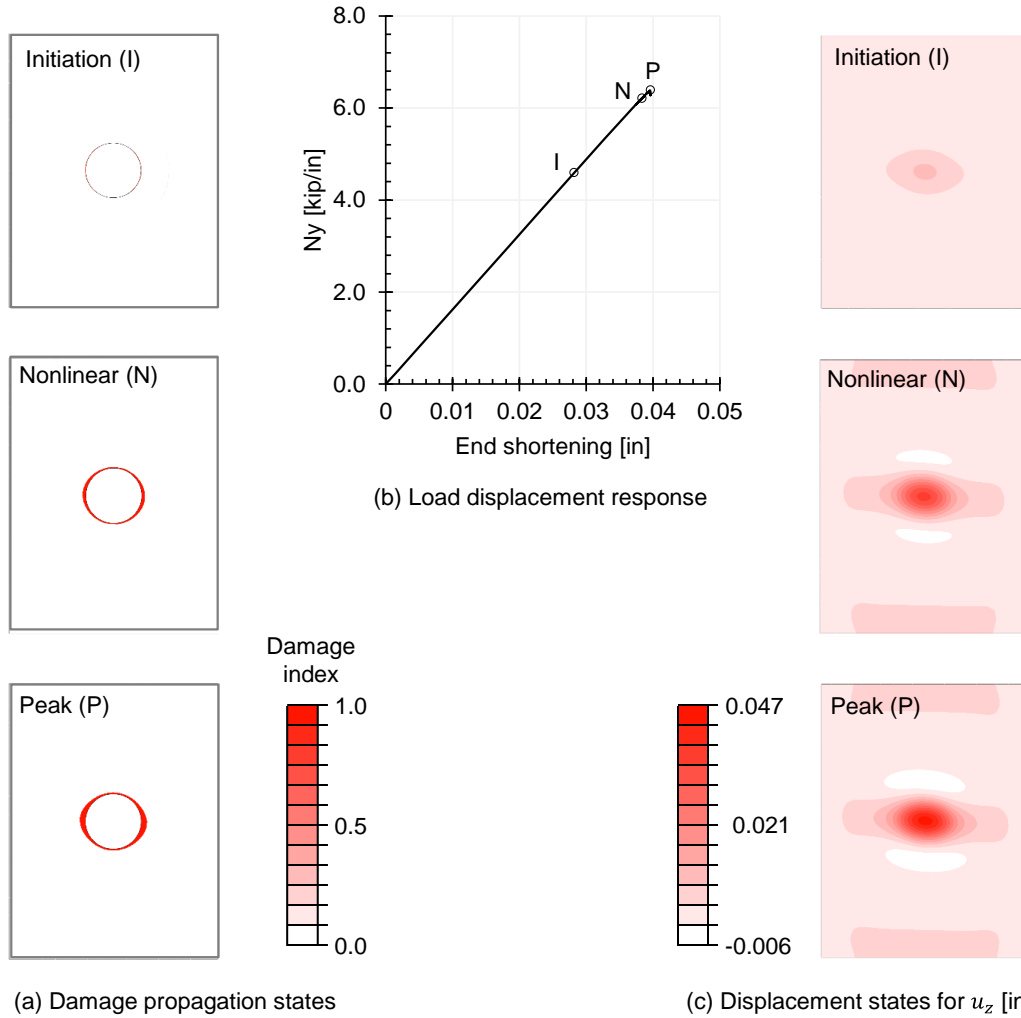 Initiation (I)
Nonlinear (N)
Peak (P)
Damage
index
1.0
0.5
0.0
(a) Damage propagation states
8.0
6.0
4.0
2.0
0.0
Ny [kip/in]
I
N
P
0 0.01 0.02 0.03 0.04 0.05
End shortening [in]
(b) Load displacement response
Initiation (I)
Nonlinear (N)
Peak (P)
0.047
0.021
-0.006
(c) Displacement states for u_z [in